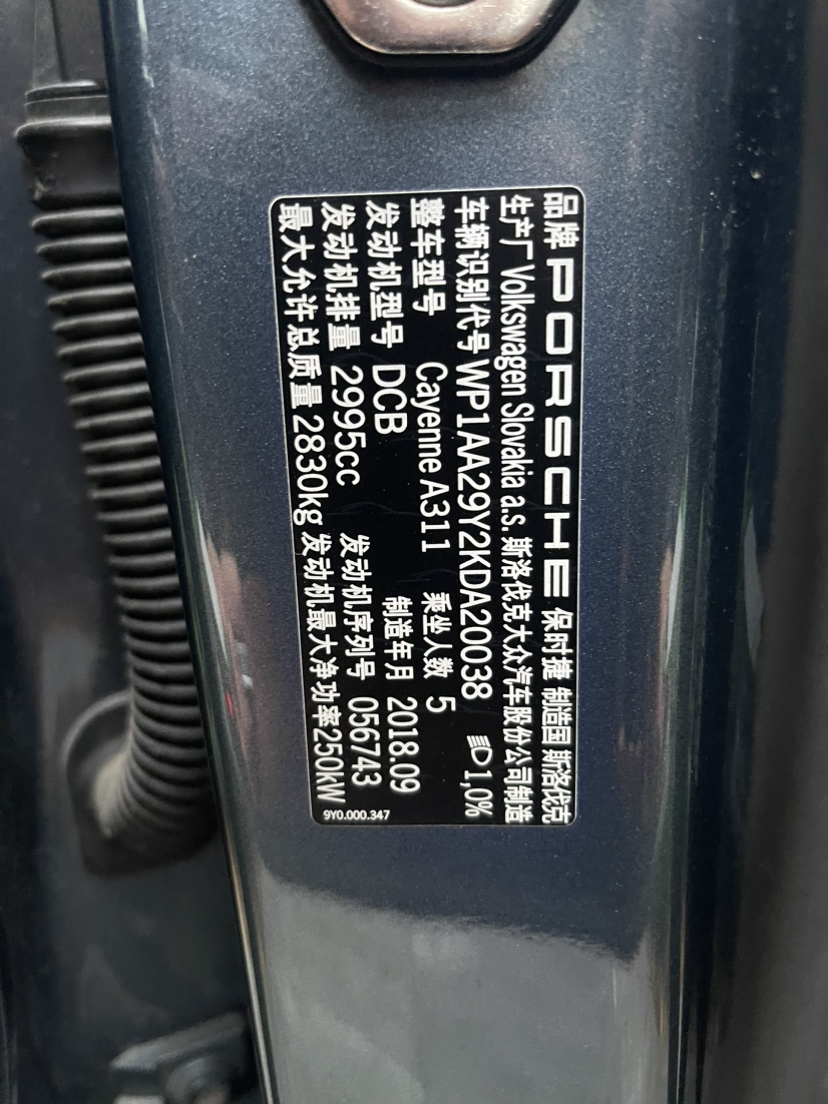 品牌 PORSCHE 保时捷 制造国 斯洛伐克
生产厂 Volkswagen Slovakia a.s. 斯洛伐克大众汽车股份公司制造
车辆识别代号 WP1AA29Y2KDA20038 1,0%
整车型号 Cayenne A311 乘坐人数 5
发动机型号 DCB 制造年月 2018.09
发动机排量 2995cc 发动机序列号 056743
最大允许总质量 2830kg 发动机最大净功率250kW
9Y0.000.347